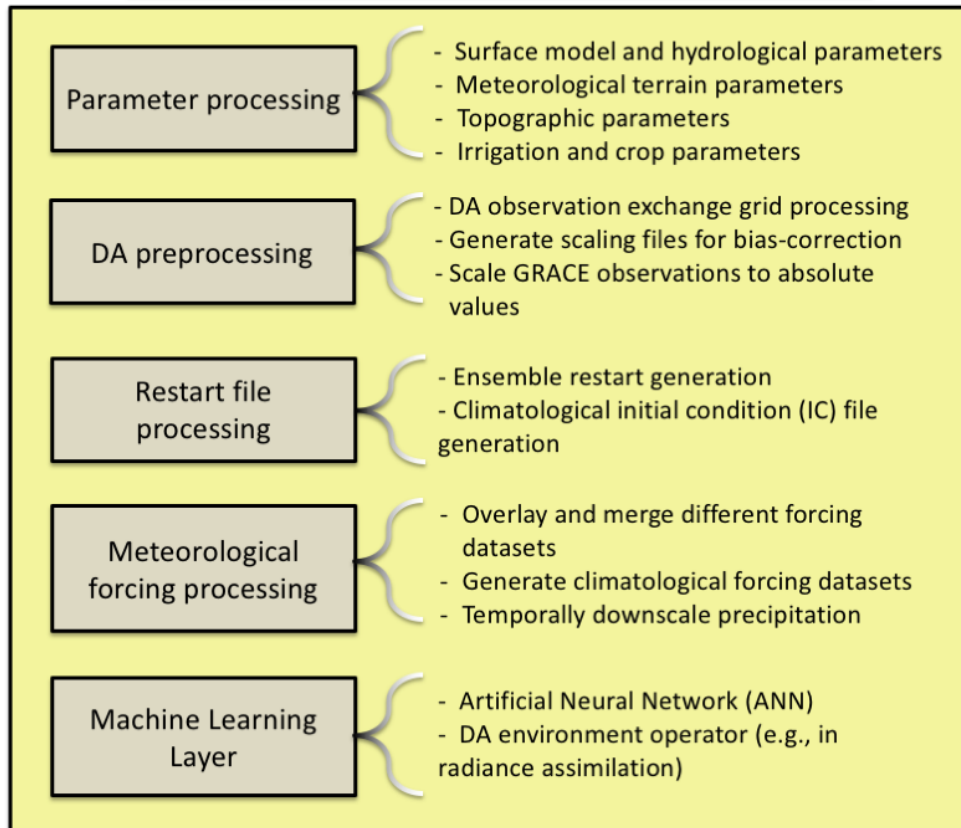 Parameter processing
- Surface model and hydrological parameters
- Meteorological terrain parameters
- Topographic parameters
- Irrigation and crop parameters
DA preprocessing
- DA observation exchange grid processing
- Generate scaling files for bias-correction
- Scale GRACE observations to absolute
values
Restart file
processing
- Ensemble restart generation
- Climatological initial condition (IC) file
generation
Meteorological
forcing processing
- Overlay and merge different forcing
datasets
- Generate climatological forcing datasets
- Temporally downscale precipitation
Machine Learning
Layer
- Artificial Neural Network (ANN)
- DA environment operator (e.g., in
radiance assimilation)